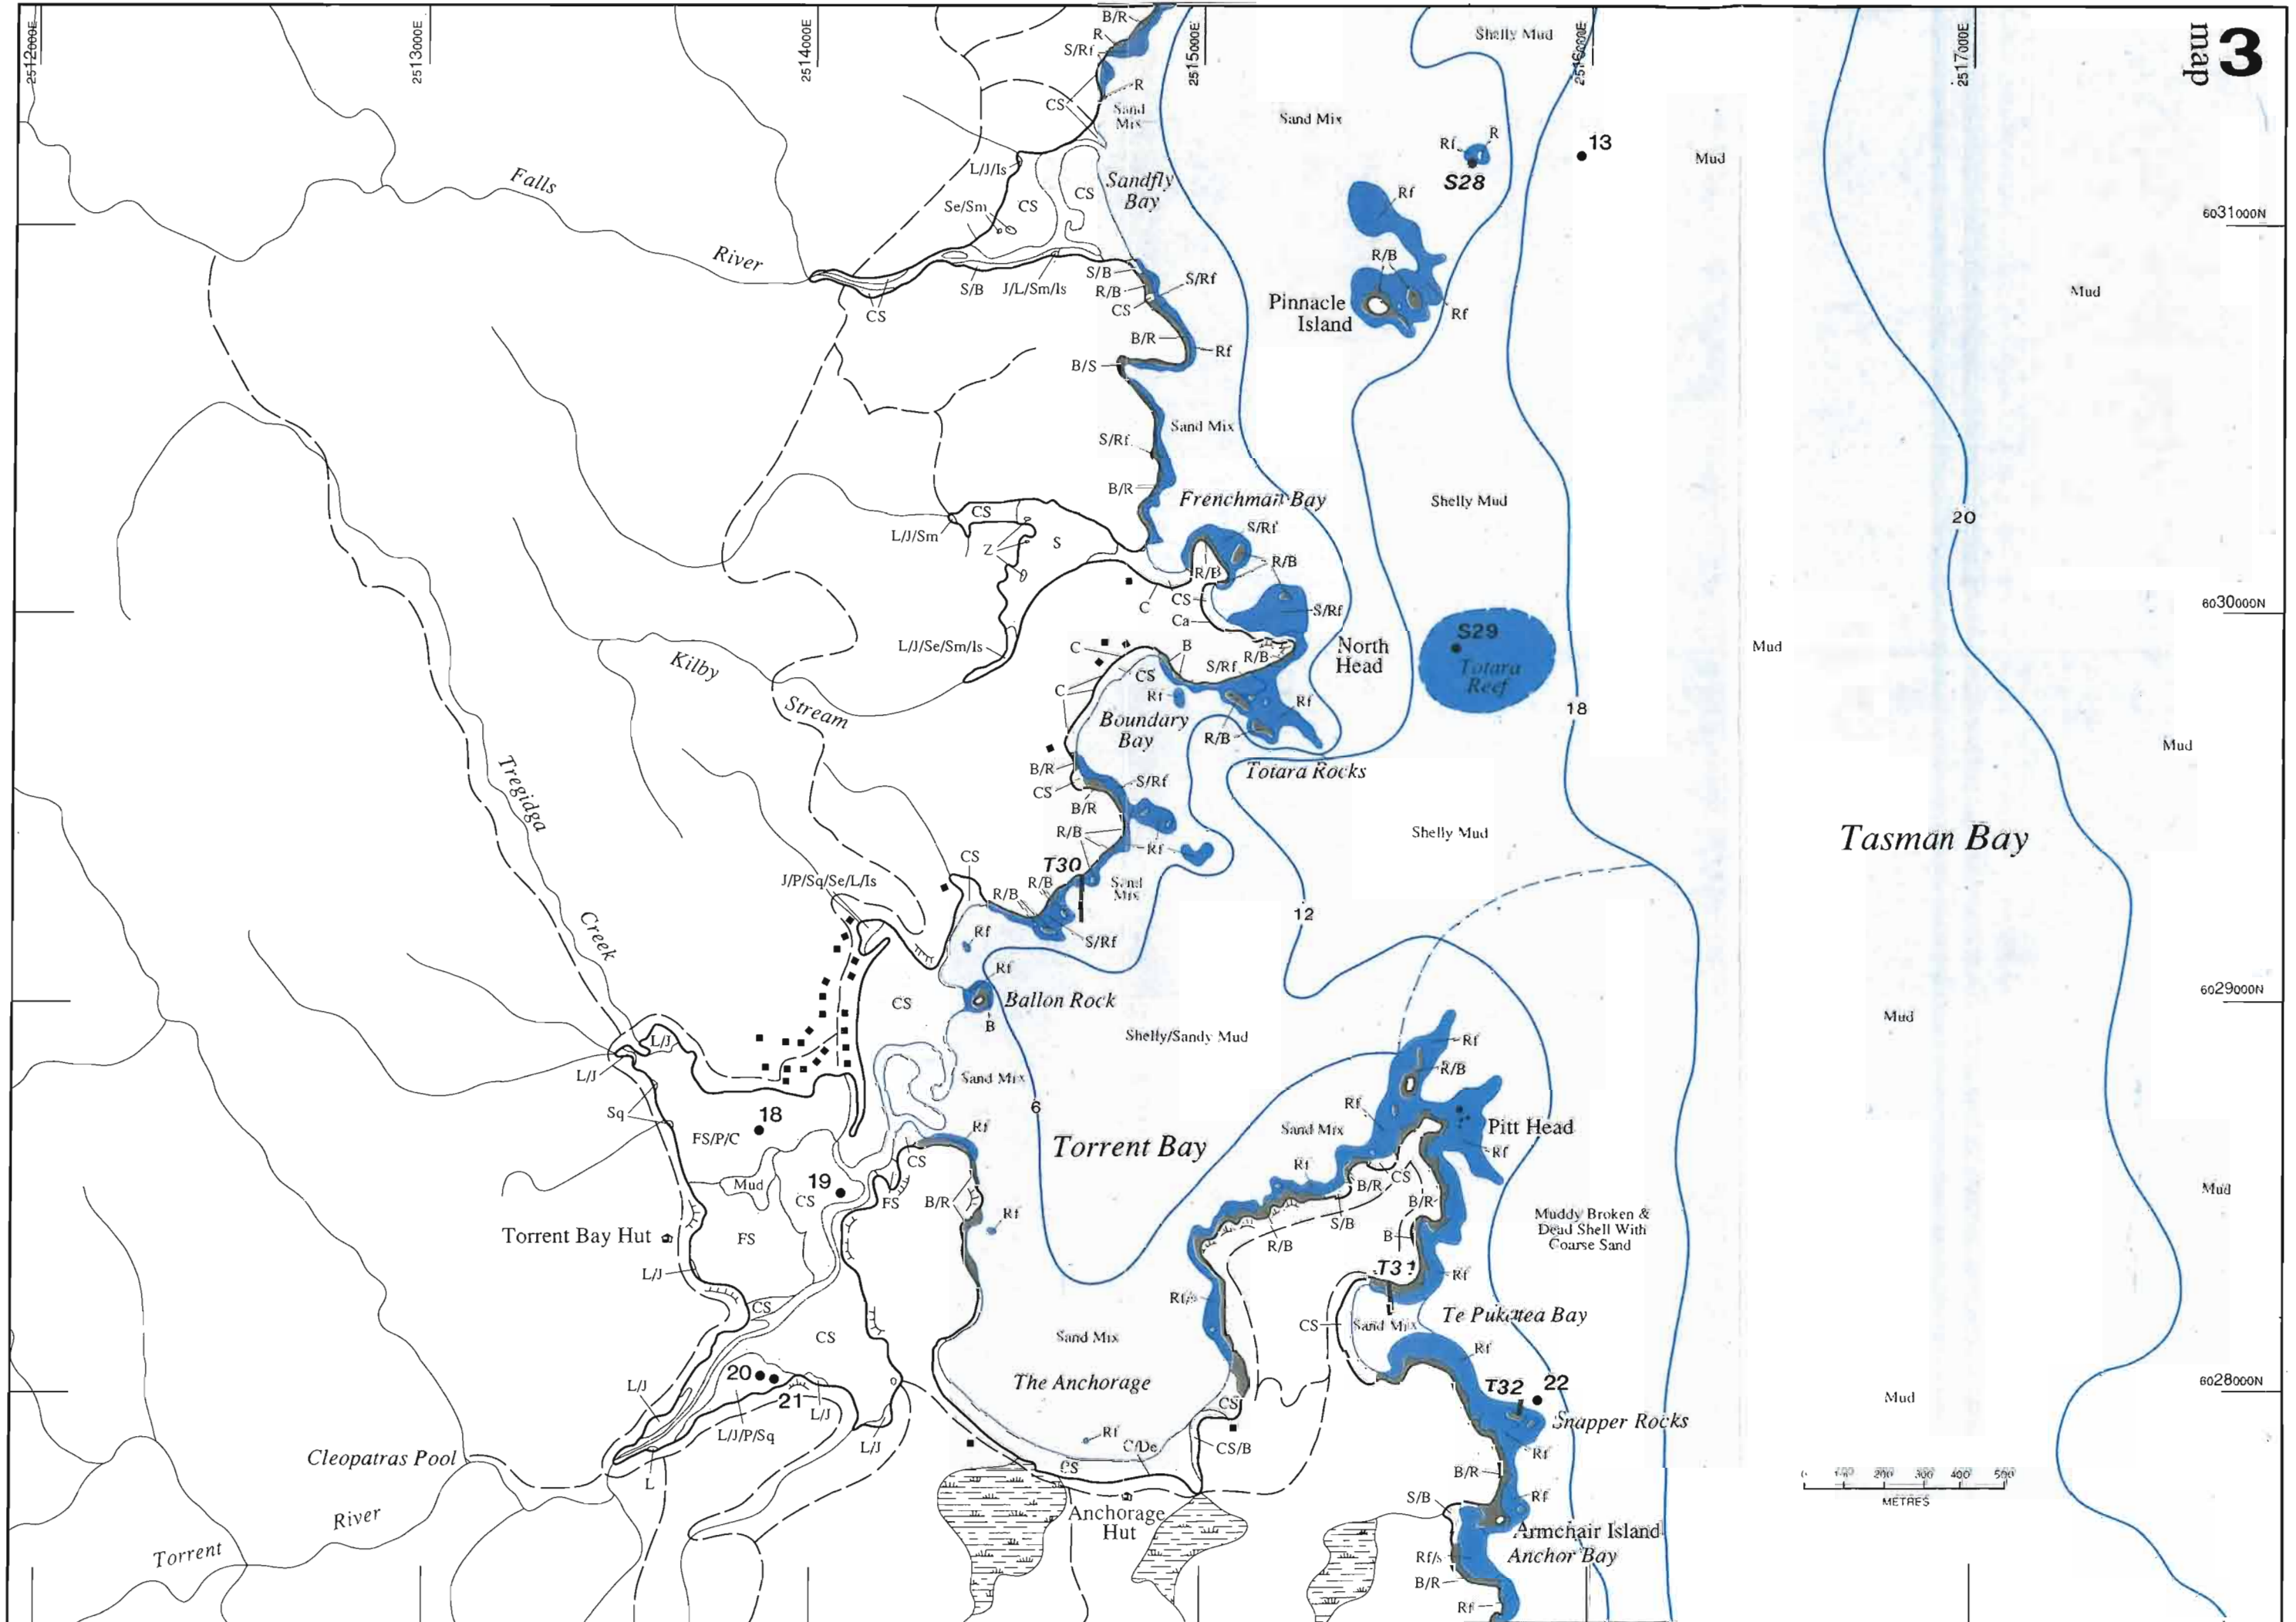 map 3
2512000E
2513000E
2514000E
2515000E
2516000E
2517000E
B/R
R
S/Rf
R
CS
Sand
Mix
Shelly Mud
Sand Mix
Rf
R
S28
13
Mud
Falls
L/J/Is
Sandfly
Bay
CS
CS
Se/Sm
Rf
6031000N
River
R/B
S/B
S/Rf
S/B
J/L/Sm/Is
R/B
CS
CS
Pinnacle
Island
Rf
Mud
B/R
Rf
B/S
Sand Mix
S/Rf
B/R
Frenchman Bay
Shelly Mud
20
CS
L/J/Sm
Z
S
S/Rf
R/B
R/B
C
CS
S/Rf
Ca
6030000N
L/J/Se/Sm/Is
C
B
S/Rf
R/B
North
Head
S29
Totara
Reef
Mud
Kilby
Stream
CS
C
Rf
Rf
Boundary
Bay
R/B
18
Mud
Totara Rocks
B/R
CS
S/Rf
B/R
R/B
Rf
Shelly Mud
Tasman Bay
Tregidga
Creek
CS
T30
J/P/Sq/Se/L/Is
R/B
R/B
Sand
Mix
12
Rf
S/Rf
Rf
CS
Ballon Rock
B
6029000N
Mud
Shelly/Sandy Mud
L/J
L/J
Sand Mix
6
Rf
R/B
Sq
18
FS/P/C
Rf
Torrent Bay
Sand Mix
Rf
Pitt Head
Rf
CS
Mud
19
CS
FS
B/R
Rf
Rf
B/R
CS
B/R
S/B
R/B
B
Muddy Broken &
Dead Shell With
Coarse Sand
Mud
Torrent Bay Hut
FS
L/J
T31
Rf
CS
CS
Sand Mix
Rf/s
CS
Sand Mix
Te Pukatea Bay
Rf
The Anchorage
20
21
L/J
L/J
L/J/P/Sq
L/J
T32
22
6028000N
Mud
CS
Snapper Rocks
Rf
C/De
CS/B
Rf
Cleopatras Pool
L
CS
B/R
0 100 200 300 400 500
METRES
S/B
Rf
Anchorage
Hut
Armchair Island
Anchor Bay
River
Torrent
Rf/s
B/R
Rf